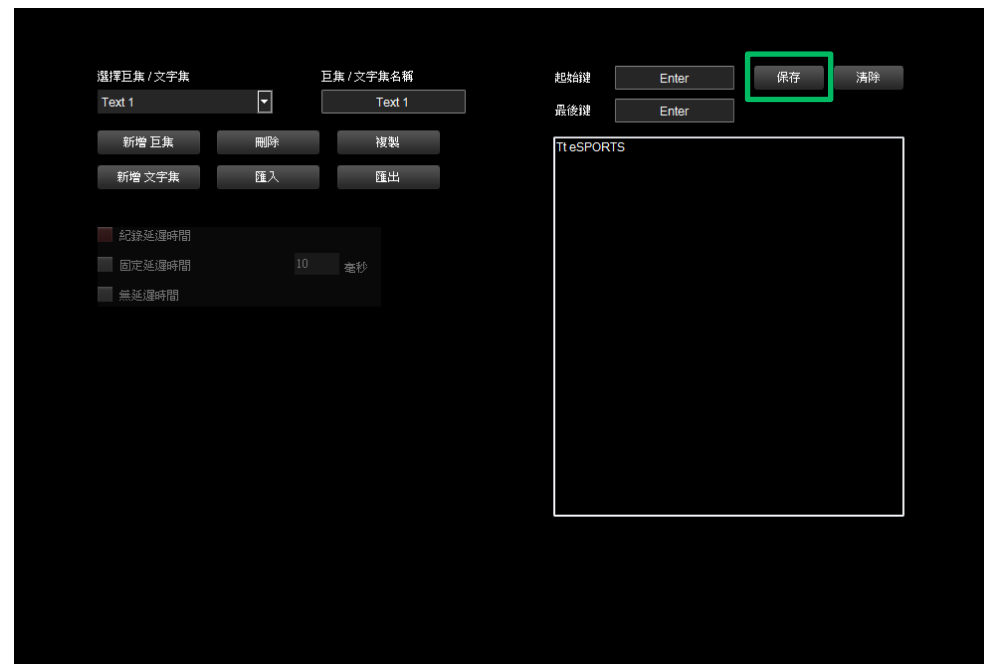 選擇巨集 / 文字集
巨集 / 文字集名稱
Text 1
Text 1
新增 巨集
刪除
複製
新增 文字集
匯入
匯出
紀錄延遲時間
固定延遲時間
10
毫秒
無延遲時間
起始鍵
Enter
保存
清除
最後鍵
Enter
Tt eSPORTS